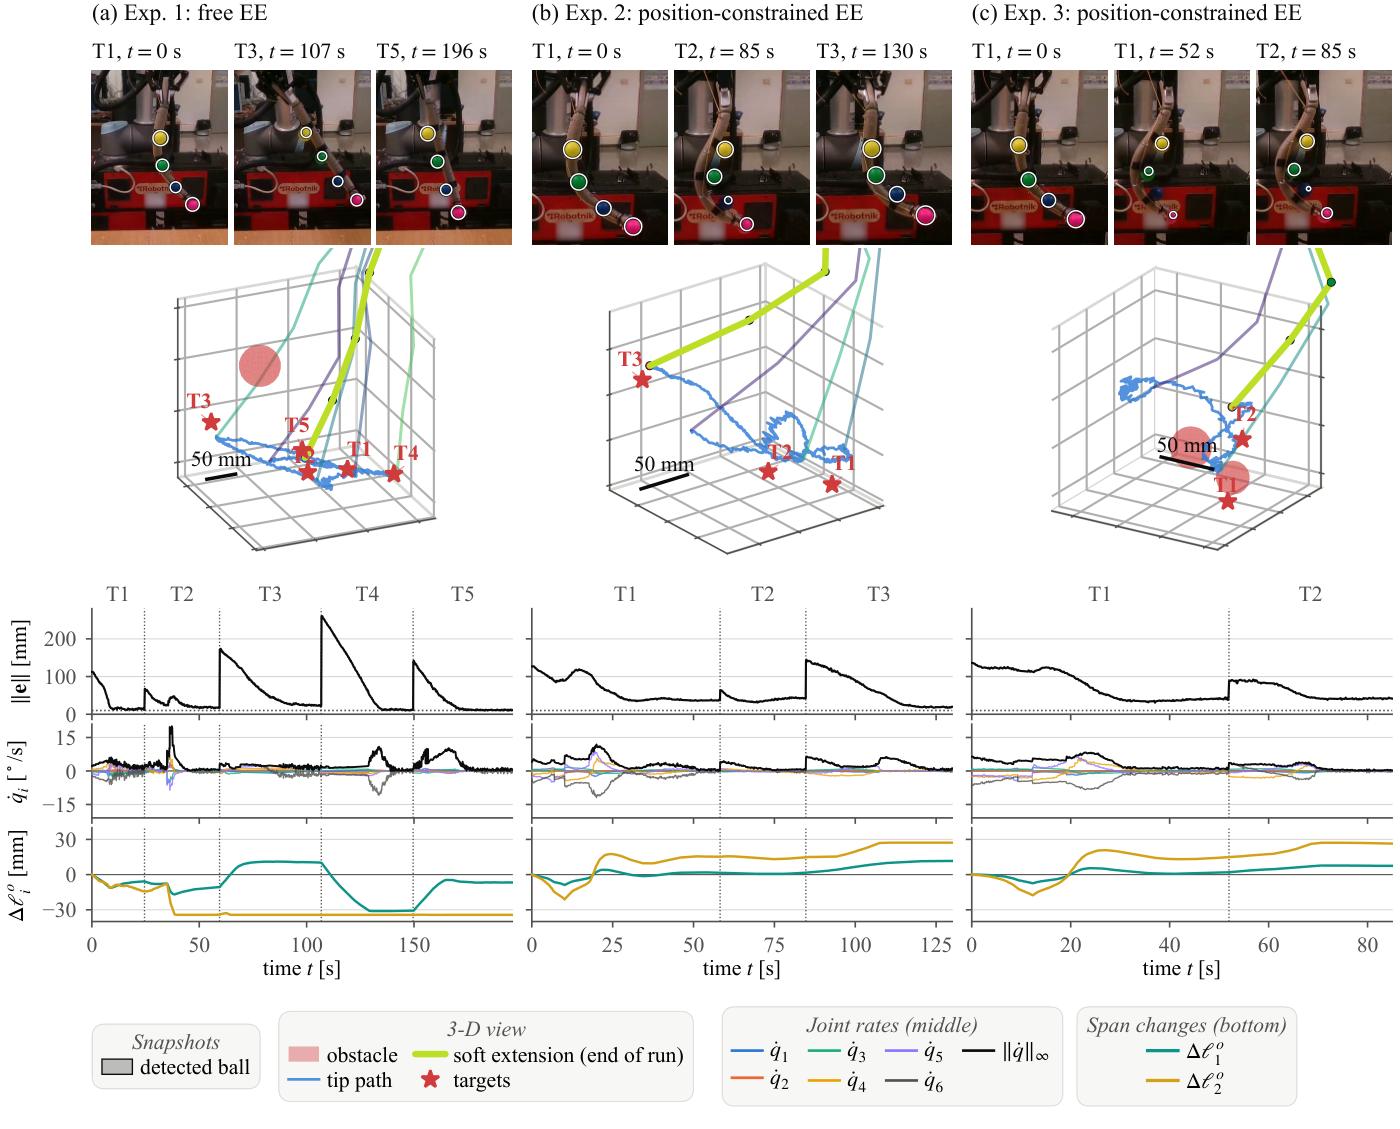 (a) Exp. 1: free EE
(b) Exp. 2: position-constrained EE
(c) Exp. 3: position-constrained EE
T1, t = 0 s
T3, t = 107 s
T5, t = 196 s
T1, t = 0 s
T2, t = 85 s
T3, t = 130 s
T1, t = 0 s
T1, t = 52 s
T2, t = 85 s
Robotnik
Robotnik
Robotnik
Robotnik
Robotnik
Robotnik
T3
T5
T1
T4
50 mm
T3
T2
T1
50 mm
T2
T1
50 mm
T1 T2 T3 T4 T5
T1 T2 T3
T1 T2
||e|| [mm]
200
100
0
q̇ᵢ [°/s]
15
0
−15
Δℓᵢᵒ [mm]
30
0
−30
0 50 100 150
0 25 50 75 100 125
0 20 40 60 80
time t [s]
time t [s]
time t [s]
Snapshots
detected ball
3-D view
obstacle
soft extension (end of run)
tip path
targets
Joint rates (middle)
q̇₁ q̇₃ q̇₅ ||q̇||∞
q̇₂ q̇₄ q̇₆
Span changes (bottom)
Δℓ₁ᵒ
Δℓ₂ᵒ